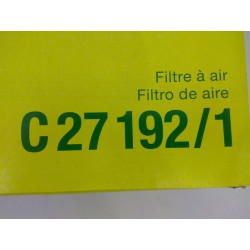 Filtre à air
Filtro de aire
C 27 192/1